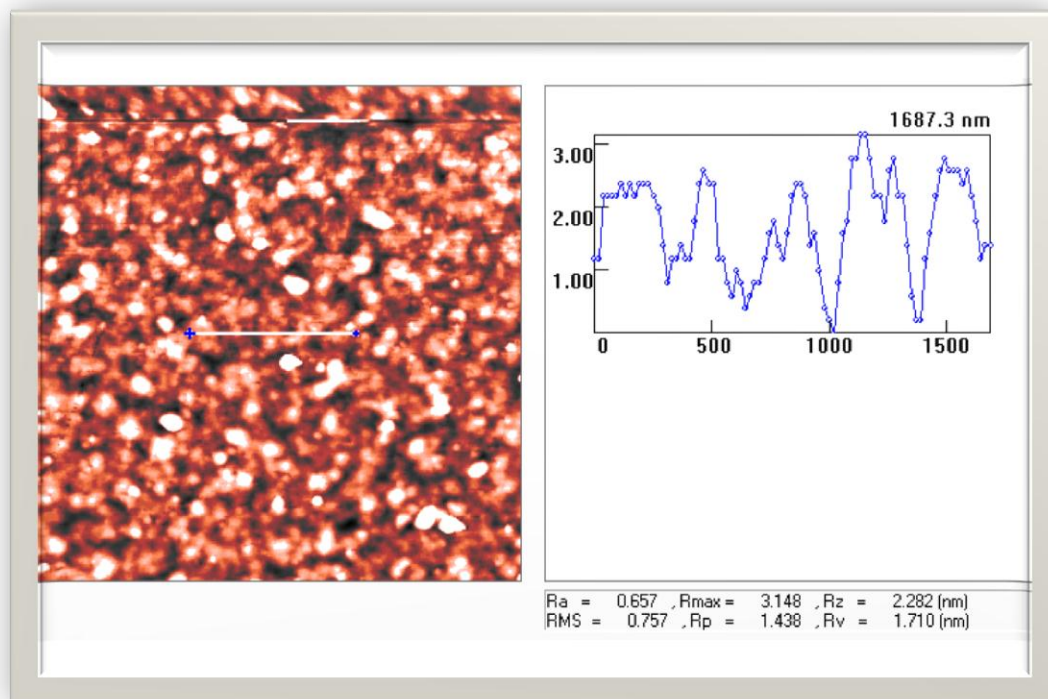 1687.3 nm
3.00
2.00
1.00
0 500 1000 1500
Ra = 0.657 ,Rmax = 3.148 ,Rz = 2.282 (nm)
RMS = 0.757 ,Rp = 1.438 ,Rv = 1.710 (nm)